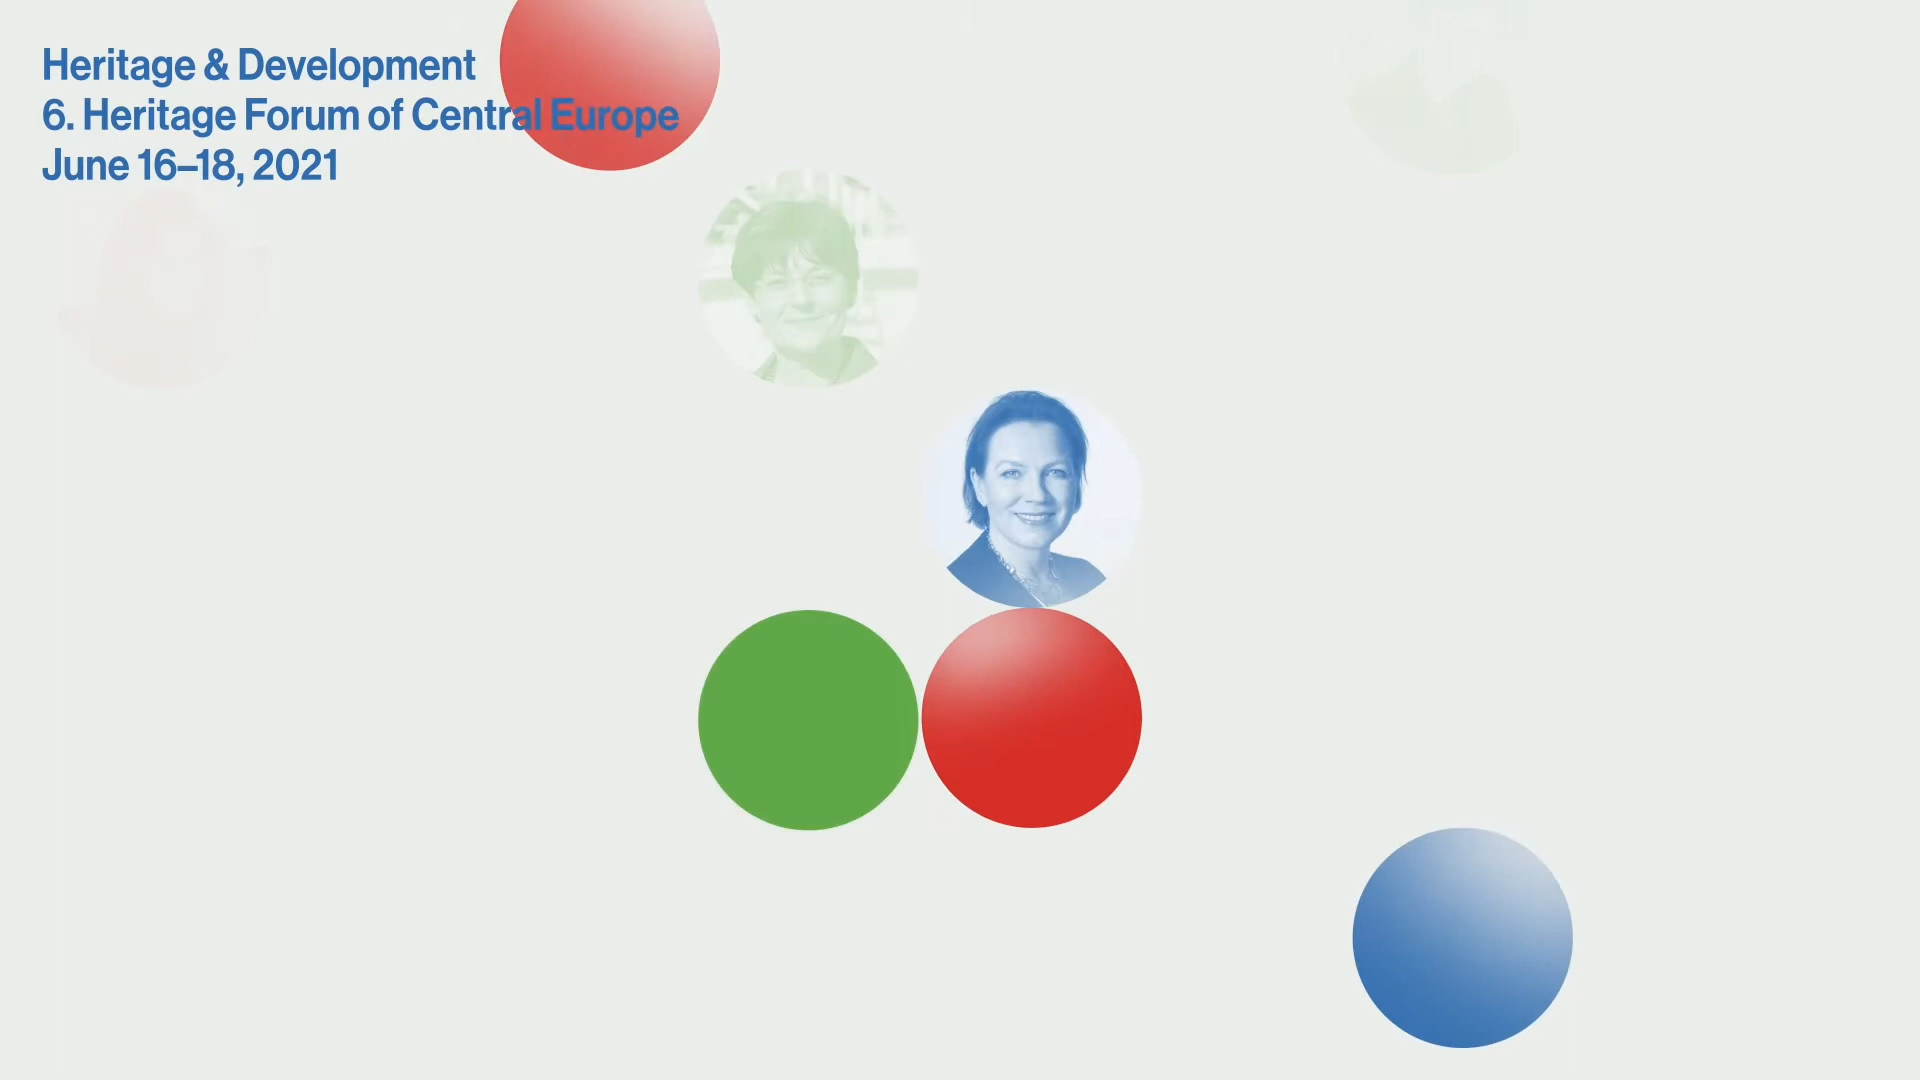 Heritage & Development
6. Heritage Forum of Central Europe
June 16–18, 2021